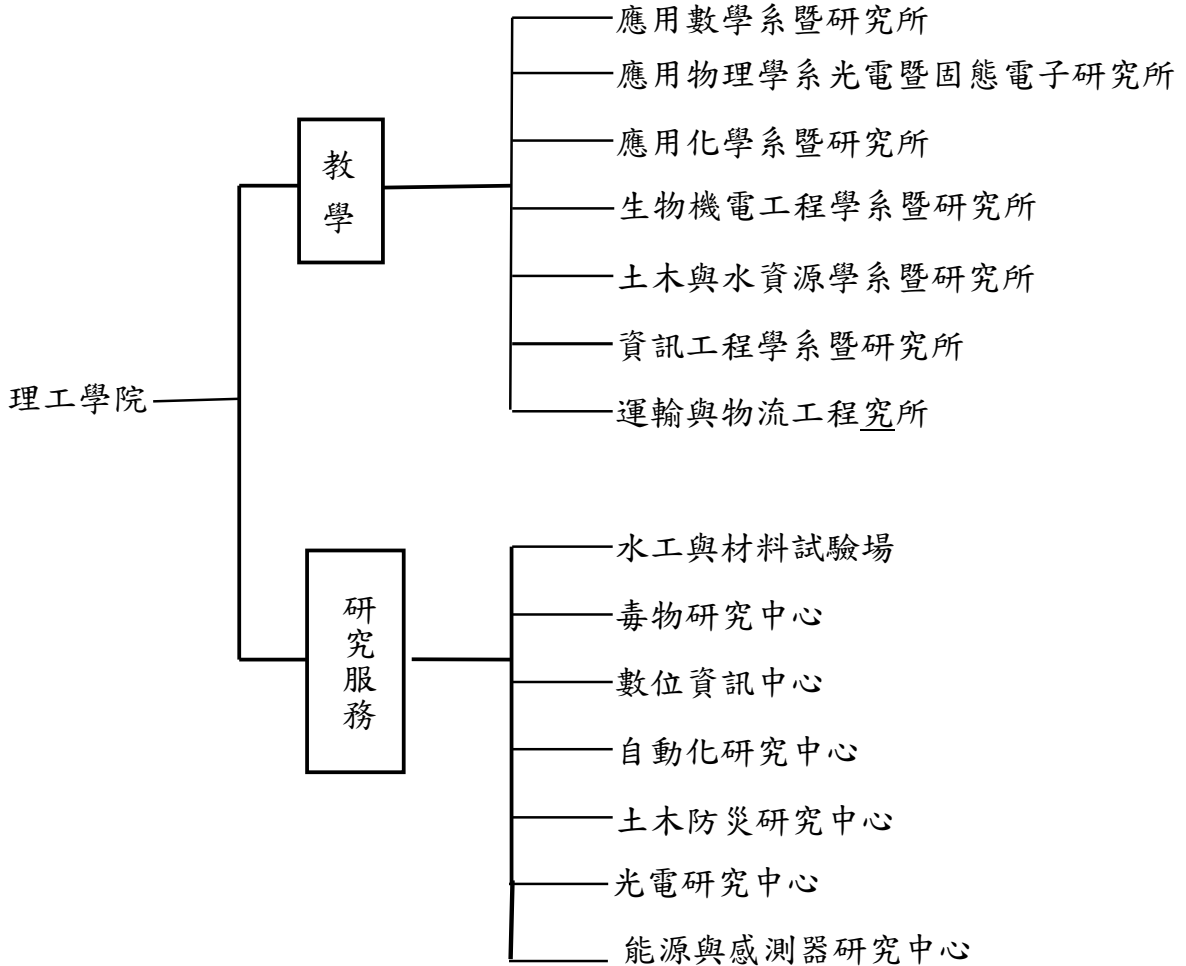 理工學院
教學
應用數學系暨研究所
應用物理學系光電暨固態電子研究所
應用化學系暨研究所
生物機電工程學系暨研究所
土木與水資源學系暨研究所
資訊工程學系暨研究所
運輸與物流工程究所
研究服務
水工與材料試驗場
毒物研究中心
數位資訊中心
自動化研究中心
土木防災研究中心
光電研究中心
能源與感測器研究中心